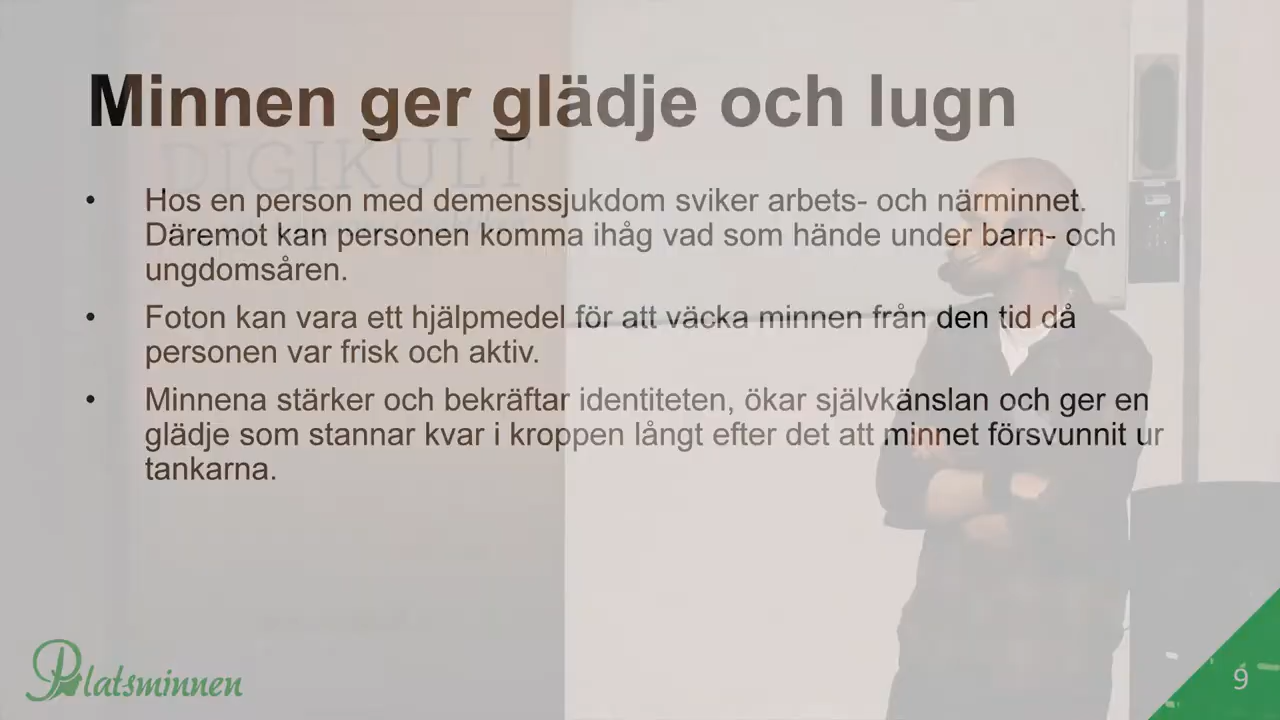 Minnen ger glädje och lugn
DIGIKULT
• Hos en person med demenssjukdom sviker arbets- och närminnet.
Däremot kan personen komma ihåg vad som hände under barn- och
ungdomsåren.
• Foton kan vara ett hjälpmedel för att väcka minnen från den tid då
personen var frisk och aktiv.
• Minnena stärker och bekräftar identiteten, ökar självkänslan och ger en
glädje som stannar kvar i kroppen långt efter det att minnet försvunnit ur
tankarna.
Platsminnen
9